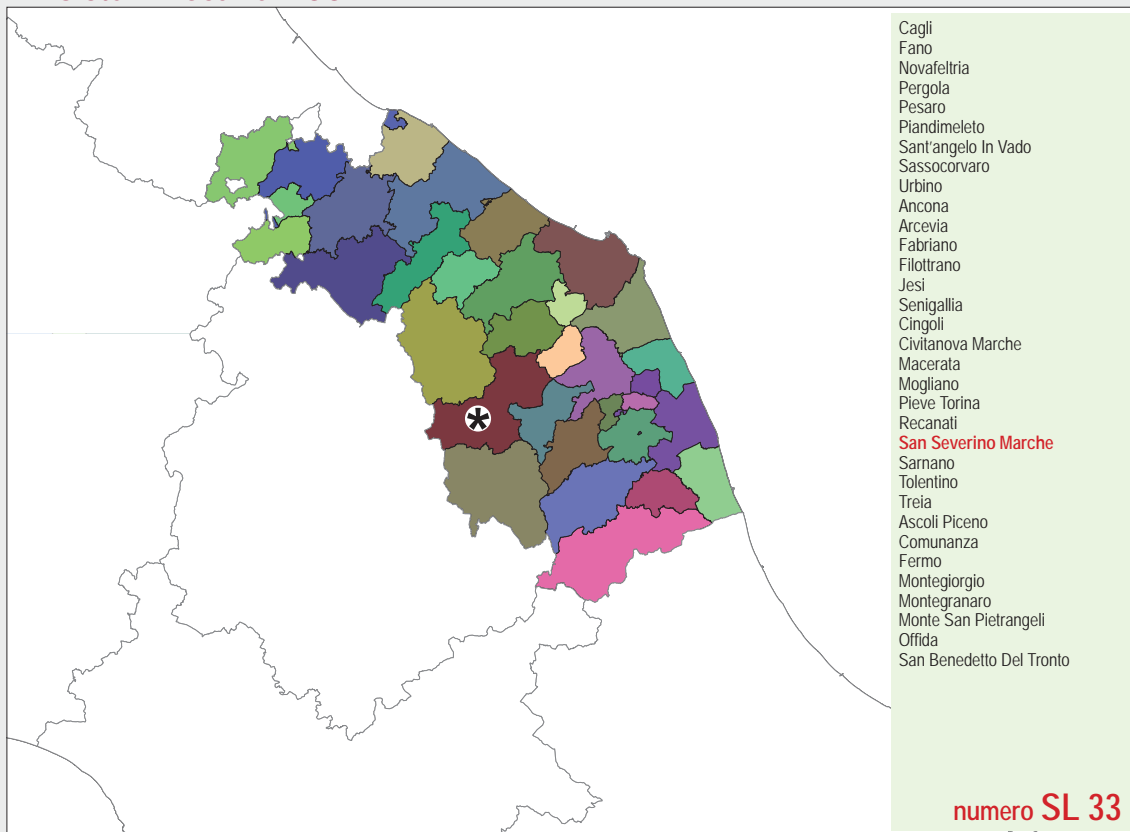 Cagli
Fano
Novafeltria
Pergola
Pesaro
Piandimeleto
Sant'angelo In Vado
Sassocorvaro
Urbino
Ancona
Arcevia
Fabriano
Filottrano
Jesi
Senigallia
Cingoli
Civitanova Marche
Macerata
Mogliano
Pieve Torina
Recanati
San Severino Marche
Sarnano
Tolentino
Treia
Ascoli Piceno
Comunanza
Fermo
Montegiorgio
Montegranaro
Monte San Pietrangeli
Offida
San Benedetto Del Tronto
numero SL 33